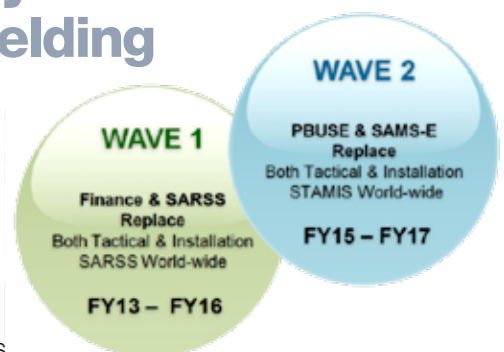 elding
WAVE 1
Finance & SARSS
Replace
Both Tactical & Installation
SARSS World-wide
FY13 – FY16
WAVE 2
PBUSE & SAMS-E
Replace
Both Tactical & Installation
STAMIS World-wide
FY15 – FY17